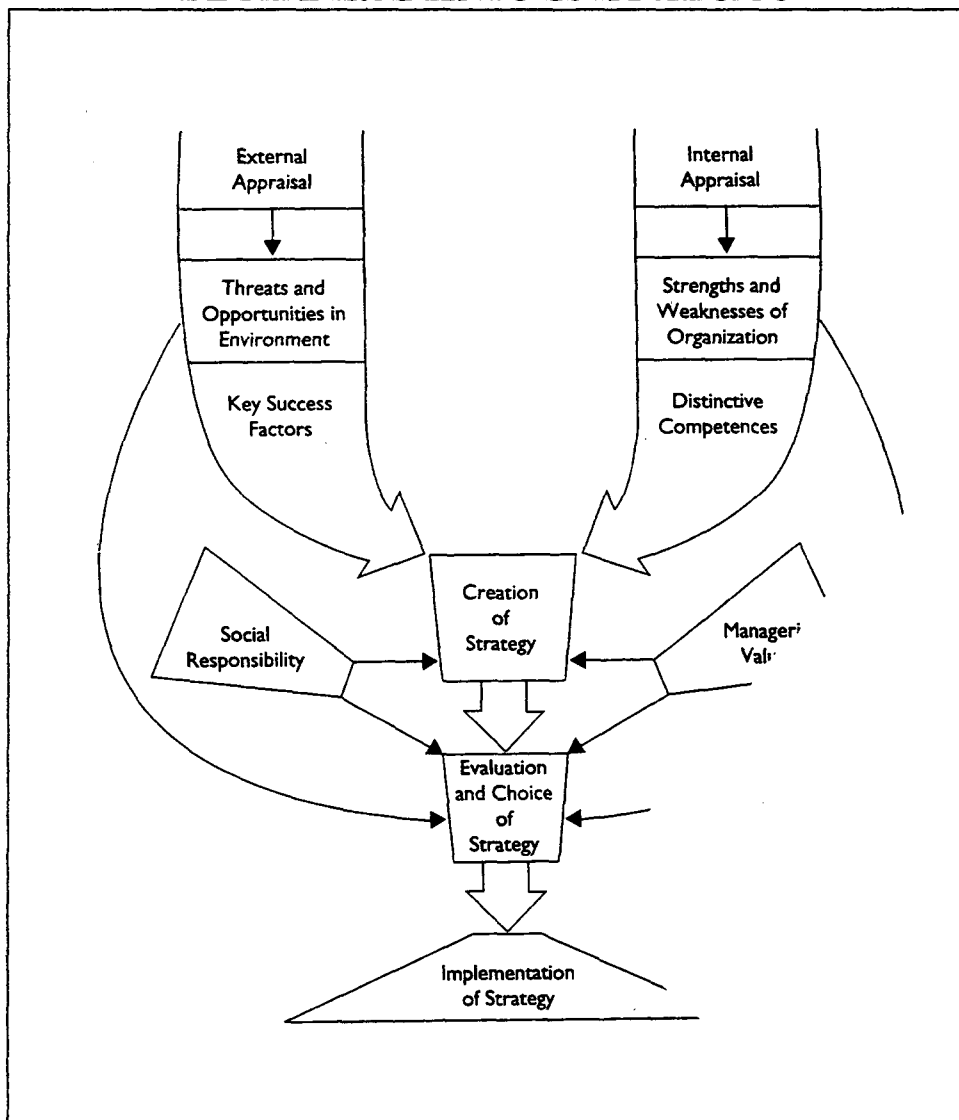 External
Appraisal
Internal
Appraisal
Threats and
Opportunities in
Environment
Strengths and
Weaknesses of
Organization
Key Success
Factors
Distinctive
Competences
Creation
of
Strategy
Social
Responsibility
Evaluation
and Choice
of
Strategy
Implementation
of Strategy